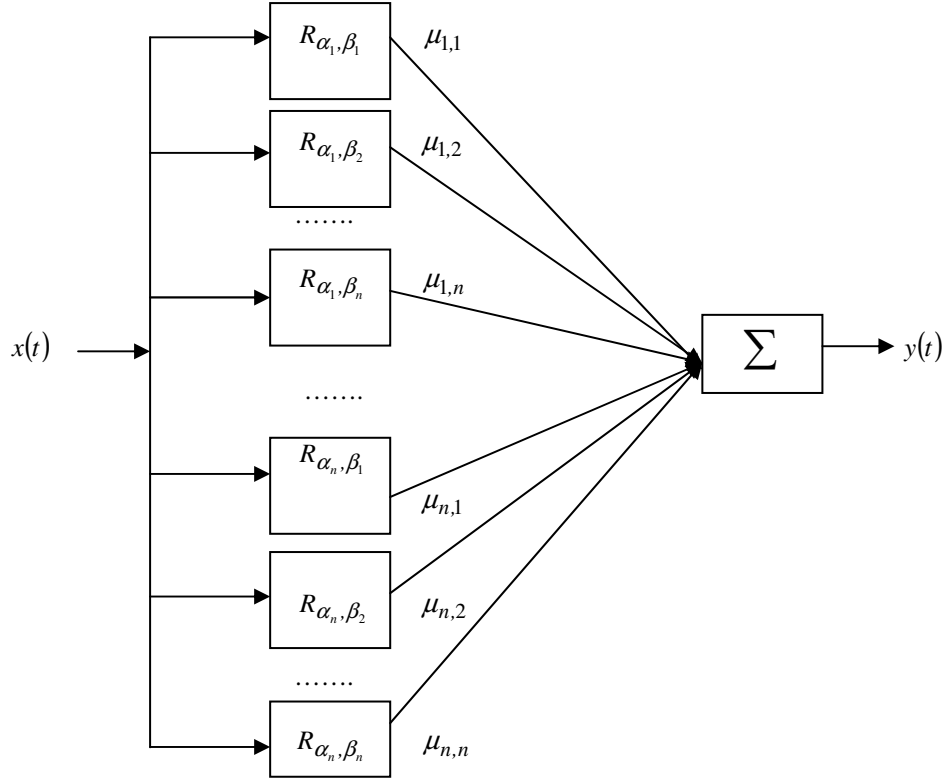 R_{α_1,β_1} μ_{1,1}
R_{α_1,β_2} μ_{1,2}
.......
R_{α_1,β_n} μ_{1,n}
x(t) Σ y(t)
.......
R_{α_n,β_1}
μ_{n,1}
R_{α_n,β_2} μ_{n,2}
.......
R_{α_n,β_n} μ_{n,n}